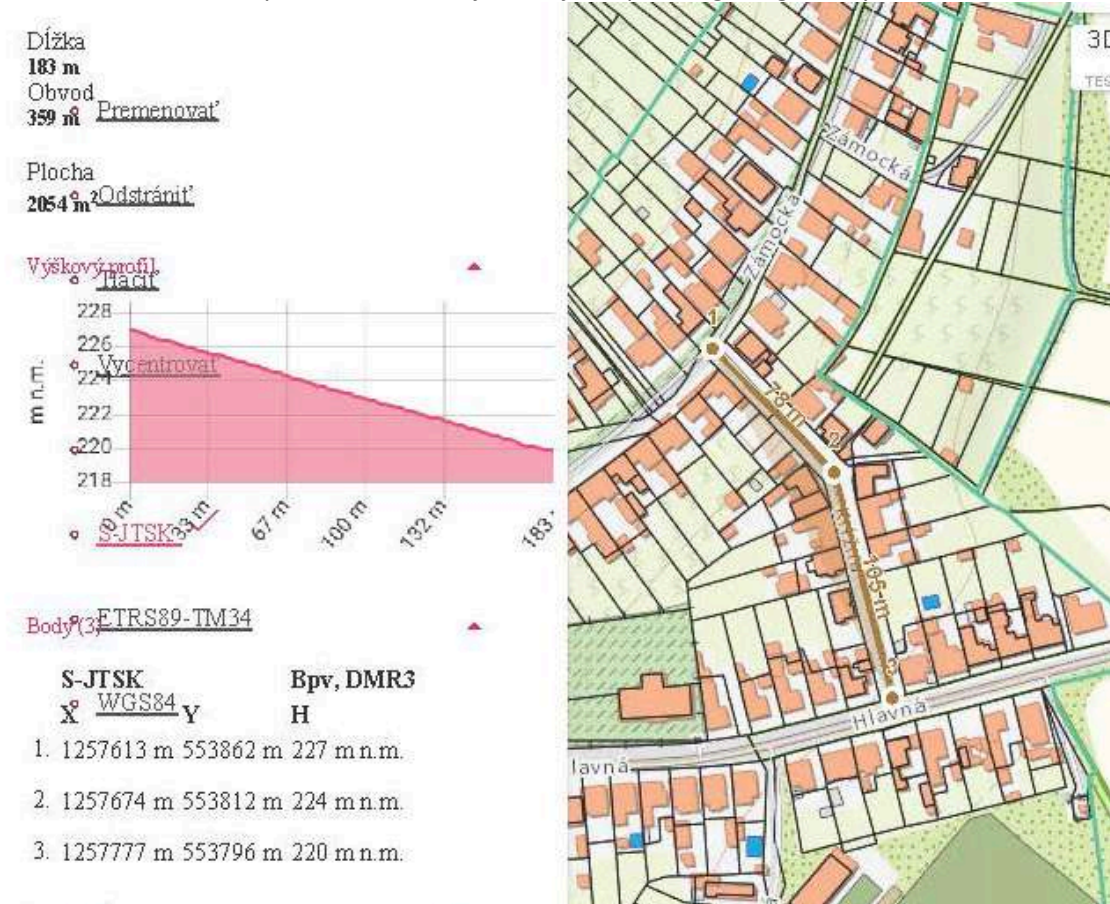 Dĺžka
183 m
Obvod
359 m
Premenovať
Plocha
2054 m²
Odstrániť
Výškový profil
Tlačiť
228
226
224
222
220
218
m n.m.
Vycentrovať
0 m
33 m
67 m
100 m
132 m
183
S-JTSK
Body (3)
ETRS89-TM34
S-JTSK Bpv, DMR3
WGS84
X Y H
1. 1257613 m 553862 m 227 m n.m.
2. 1257674 m 553812 m 224 m n.m.
3. 1257777 m 553796 m 220 m n.m.
3D
TES
Zámocká
Zámocká
1
78 m
2
105 m
3
Hlavná
lavná